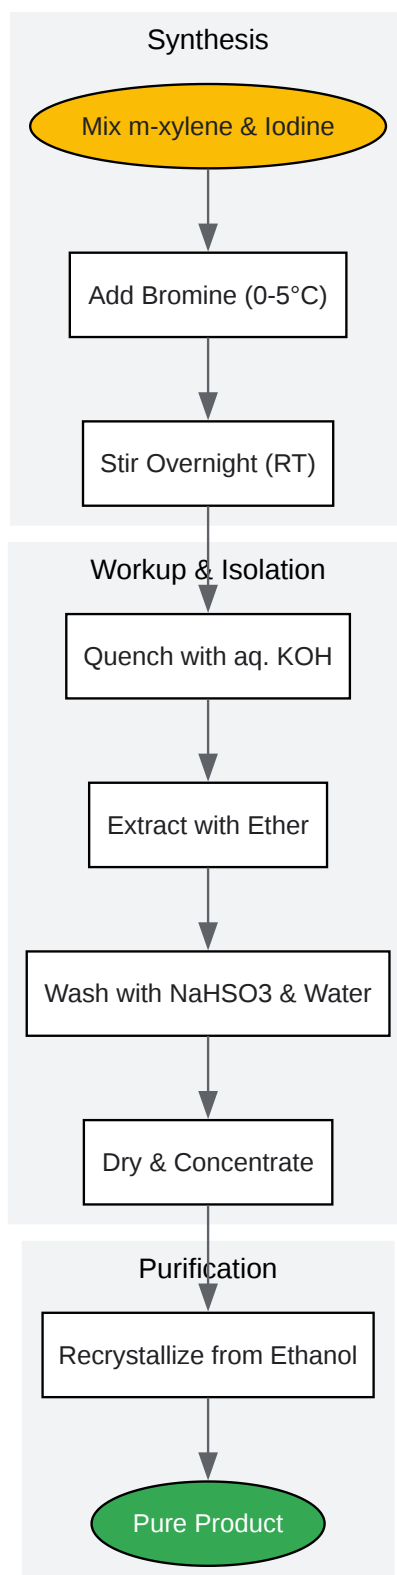 Synthesis
Mix m-xylene & Iodine
Add Bromine (0-5°C)
Stir Overnight (RT)
Workup & Isolation
Quench with aq. KOH
Extract with Ether
Wash with NaHSO3 & Water
Dry & Concentrate
Purification
Recrystallize from Ethanol
Pure Product